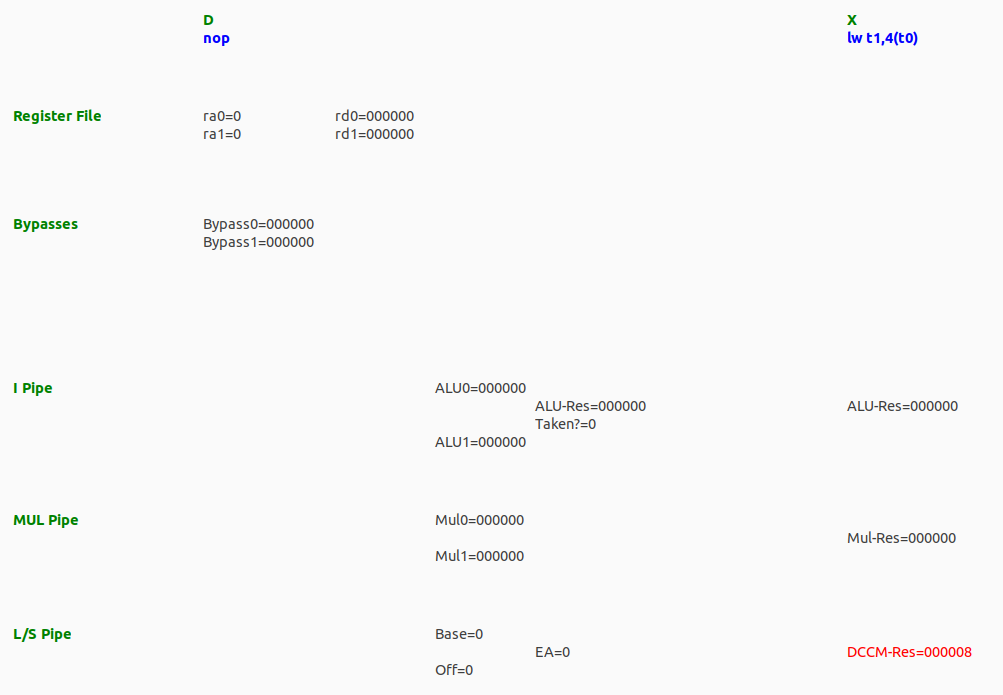 D X
nop lw t1,4(t0)
Register File ra0=0 rd0=000000
ra1=0 rd1=000000
Bypasses Bypass0=000000
Bypass1=000000
I Pipe ALU0=000000
ALU-Res=000000 ALU-Res=000000
Taken?=0
ALU1=000000
MUL Pipe Mul0=000000
Mul-Res=000000
Mul1=000000
L/S Pipe Base=0
EA=0 DCCM-Res=000008
Off=0